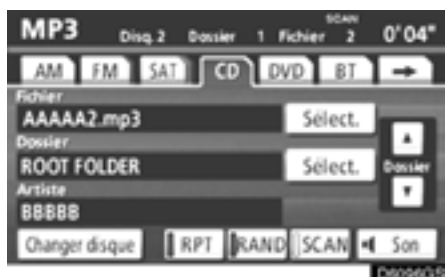 SCAN
MP3 Disq. 2 Dossier 1 Fichier 2 0'04"
AM FM SAT CD DVD BT
Fichier
AAAAA2.mp3 Sélect.
Dossier
ROOT FOLDER Sélect. Dossier
Artiste
BBBBB
Changer disque RPT RAND SCAN Son